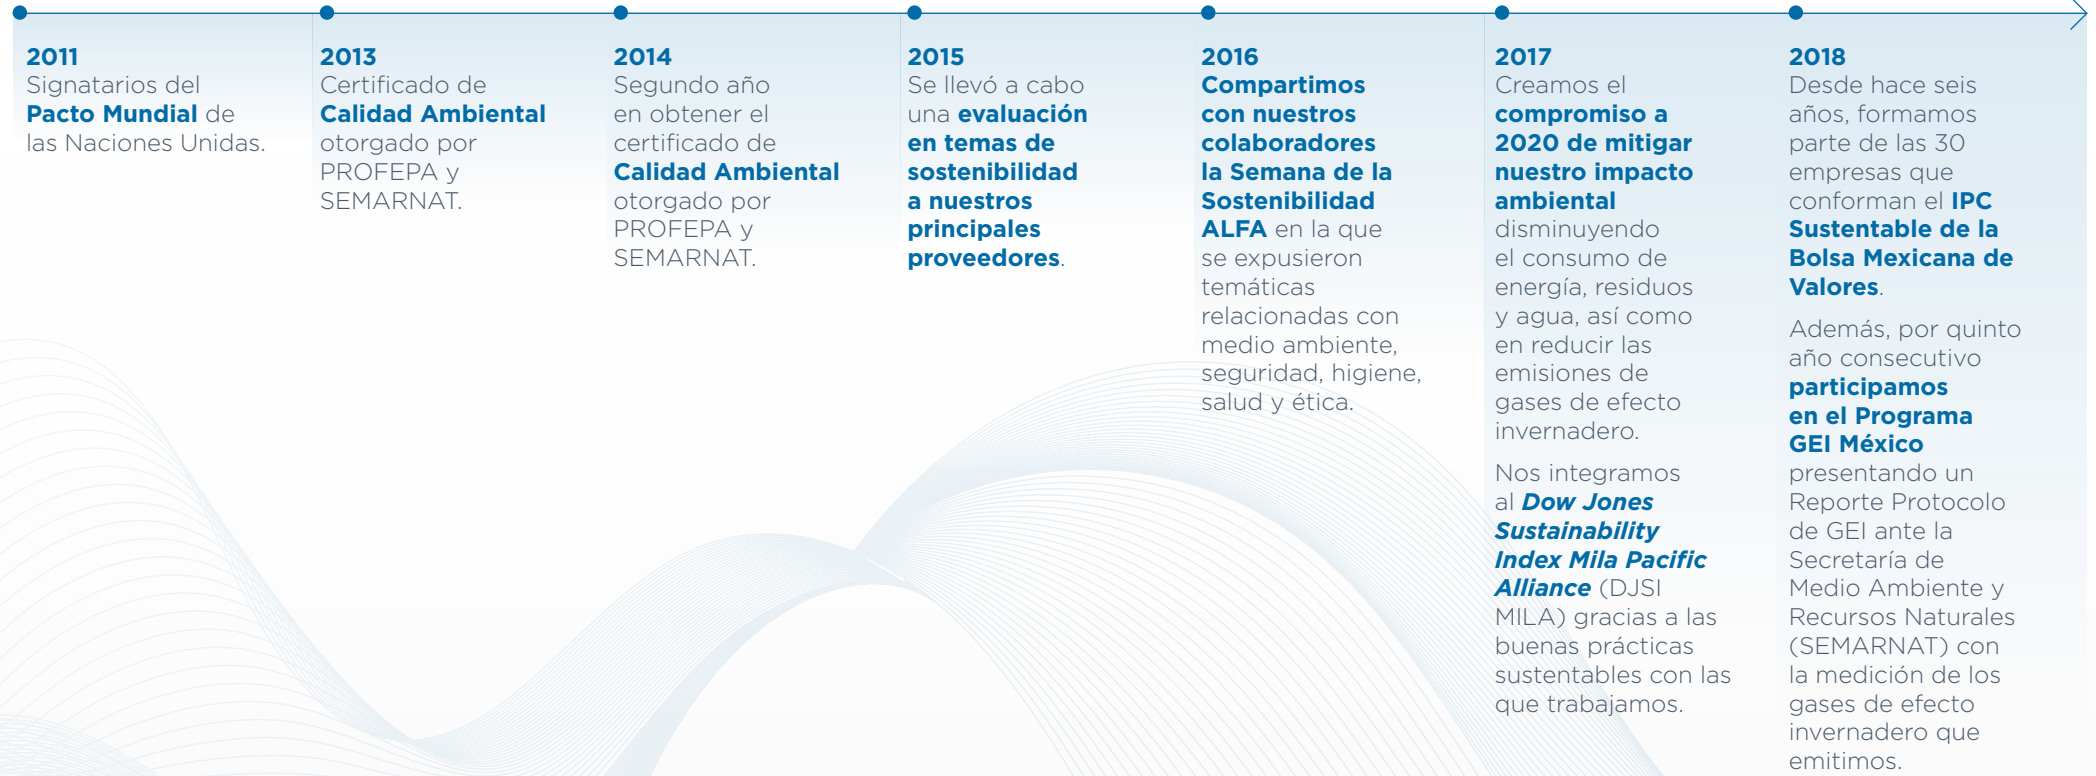 2011
Signatarios del
Pacto Mundial de
las Naciones Unidas.
2013
Certificado de
Calidad Ambiental
otorgado por
PROFEPA y
SEMARNAT.
2014
Segundo año
en obtener el
certificado de
Calidad Ambiental
otorgado por
PROFEPA y
SEMARNAT.
2015
Se llevó a cabo
una evaluación
en temas de
sostenibilidad
a nuestros
principales
proveedores.
2016
Compartimos
con nuestros
colaboradores
la Semana de la
Sostenibilidad
ALFA en la que
se expusieron
temáticas
relacionadas con
medio ambiente,
seguridad, higiene,
salud y ética.
2017
Creamos el
compromiso a
2020 de mitigar
nuestro impacto
ambiental
disminuyendo
el consumo de
energía, residuos
y agua, así como
en reducir las
emisiones de
gases de efecto
invernadero.
Nos integramos
al Dow Jones
Sustainability
Index Mila Pacific
Alliance (DJSI
MILA) gracias a las
buenas prácticas
sustentables con las
que trabajamos.
2018
Desde hace seis
años, formamos
parte de las 30
empresas que
conforman el IPC
Sustentable de la
Bolsa Mexicana de
Valores.
Además, por quinto
año consecutivo
participamos
en el Programa
GEI México
presentando un
Reporte Protocolo
de GEI ante la
Secretaría de
Medio Ambiente y
Recursos Naturales
(SEMARNAT) con
la medición de los
gases de efecto
invernadero que
emitimos.